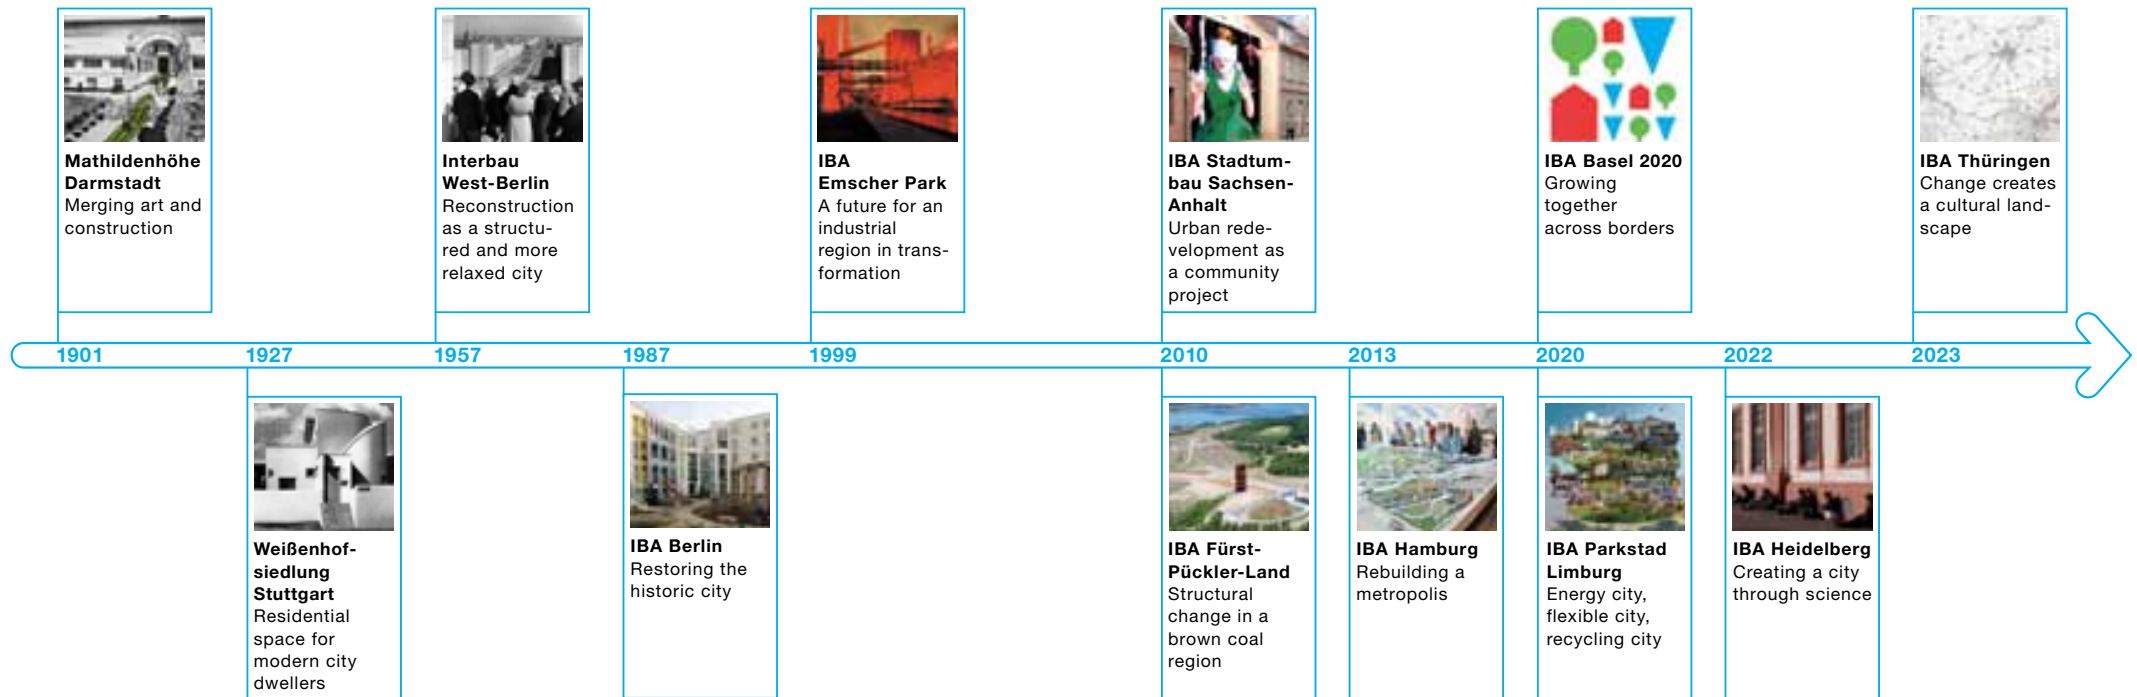 Mathildenhöhe
Darmstadt
Merging art and
construction
Interbau
West-Berlin
Reconstruction
as a structu-
red and more
relaxed city
IBA
Emscher Park
A future for an
industrial
region in trans-
formation
IBA Stadtum-
bau Sachsen-
Anhalt
Urban rede-
velopment as
a community
project
IBA Basel 2020
Growing
together
across borders
IBA Thüringen
Change creates
a cultural land-
scape
1901 1927 1957 1987 1999 2010 2013 2020 2022 2023
Weißenhof-
siedlung
Stuttgart
Residential
space for
modern city
dwellers
IBA Berlin
Restoring the
historic city
IBA Fürst-
Pückler-Land
Structural
change in a
brown coal
region
IBA Hamburg
Rebuilding a
metropolis
IBA Parkstad
Limburg
Energy city,
flexible city,
recycling city
IBA Heidelberg
Creating a city
through science